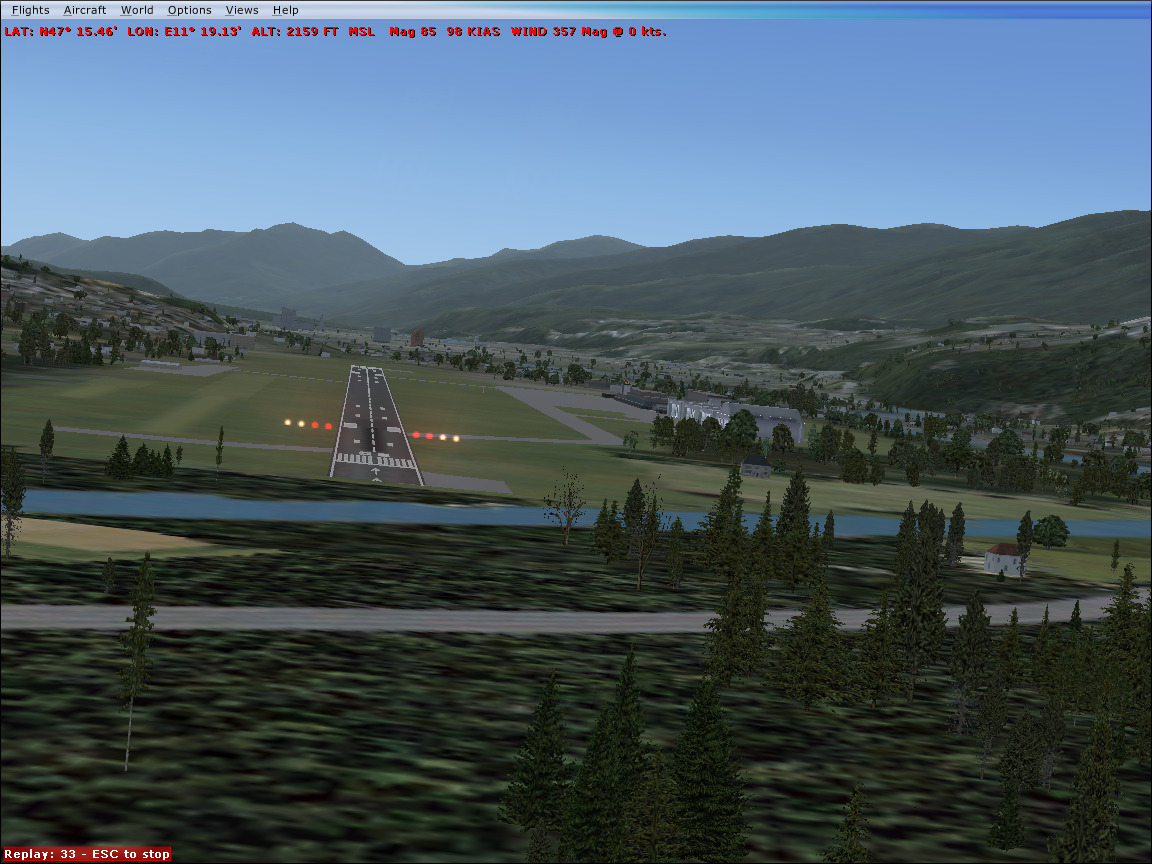 Flights Aircraft World Options Views Help
LAT: N47° 15.46' LON: E11° 19.13' ALT: 2159 FT MSL Mag 85 98 KIAS WIND 357 Mag @ 0 kts.
Replay: 33 - ESC to stop